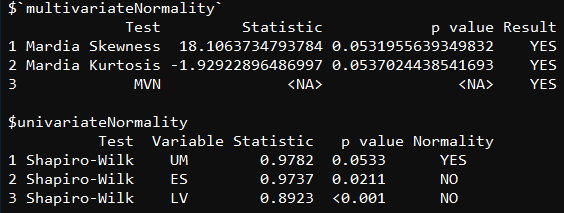 $`multivariateNormality`
Test Statistic p value Result
1 Mardia Skewness 18.1063734793784 0.0531955639349832 YES
2 Mardia Kurtosis -1.92922896486997 0.0537024438541693 YES
3 MVN <NA> <NA> YES
$univariateNormality
Test Variable Statistic p value Normality
1 Shapiro-Wilk UM 0.9782 0.0533 YES
2 Shapiro-Wilk ES 0.9737 0.0211 NO
3 Shapiro-Wilk LV 0.8923 <0.001 NO